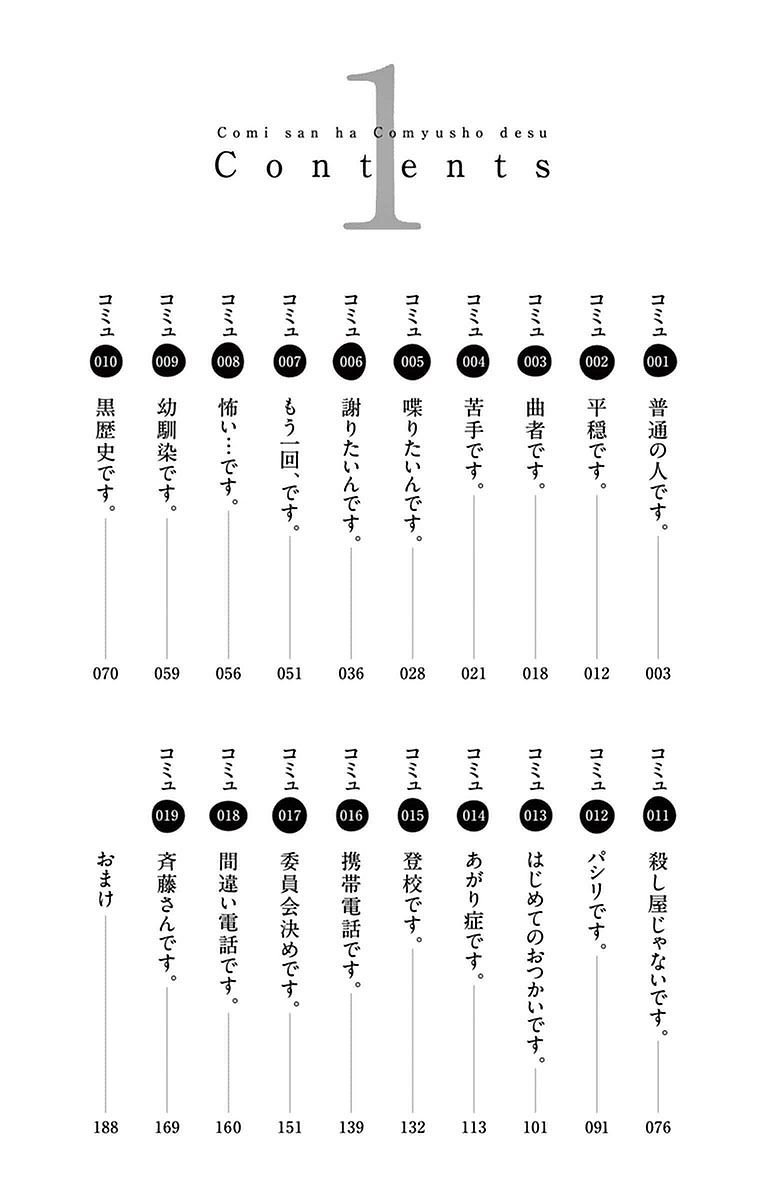 1
Comi san ha Comyusho desu
Contents
コミュ 001 普通の人です。 003
コミュ 002 平穏です。 012
コミュ 003 曲者です。 018
コミュ 004 苦手です。 021
コミュ 005 喋りたいんです。 028
コミュ 006 謝りたいんです。 036
コミュ 007 もう一回、です。 051
コミュ 008 怖い…です。 056
コミュ 009 幼馴染です。 059
コミュ 010 黒歴史です。 070
コミュ 011 殺し屋じゃないです。 076
コミュ 012 パシリです。 091
コミュ 013 はじめてのおつかいです。 101
コミュ 014 あがり症です。 113
コミュ 015 登校です。 132
コミュ 016 携帯電話です。 139
コミュ 017 委員会決めです。 151
コミュ 018 間違い電話です。 160
コミュ 019 斉藤さんです。 169
おまけ 188